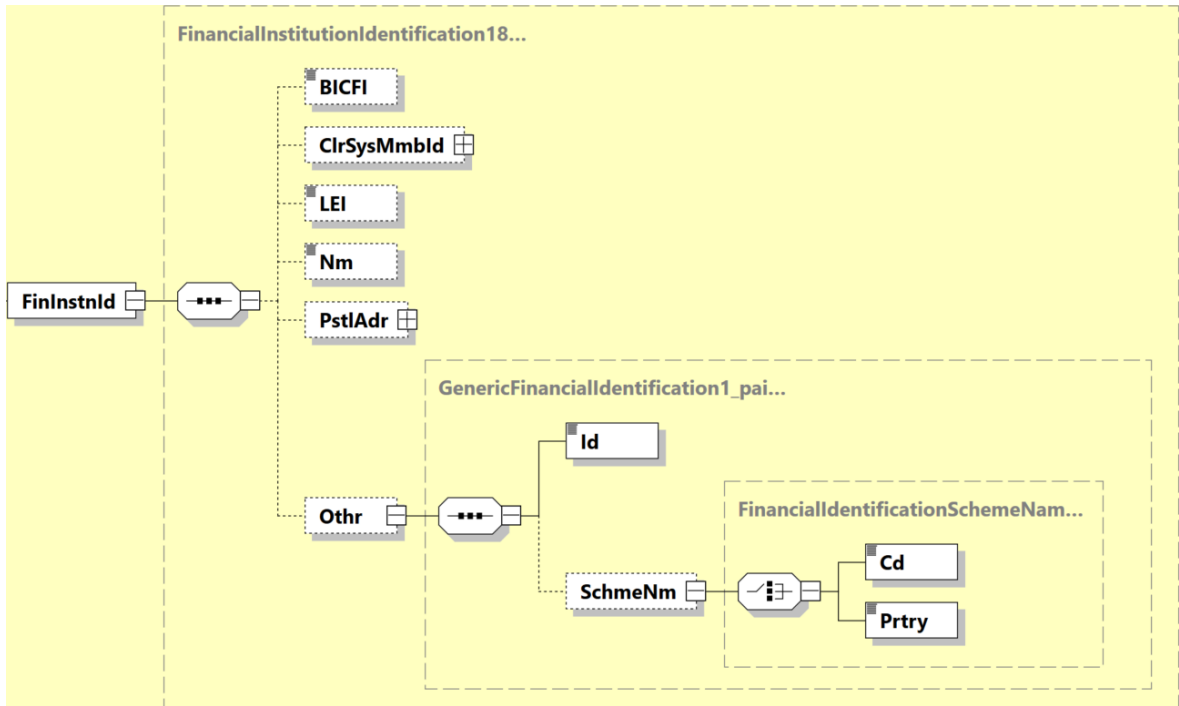 FinancialInstitutionIdentification18...
BICFI
ClrSysMmbId
LEI
Nm
FinInstnId
PstlAdr
GenericFinancialIdentification1_pai...
Id
FinancialIdentificationSchemeNam...
Othr
Cd
SchmeNm
Prtry